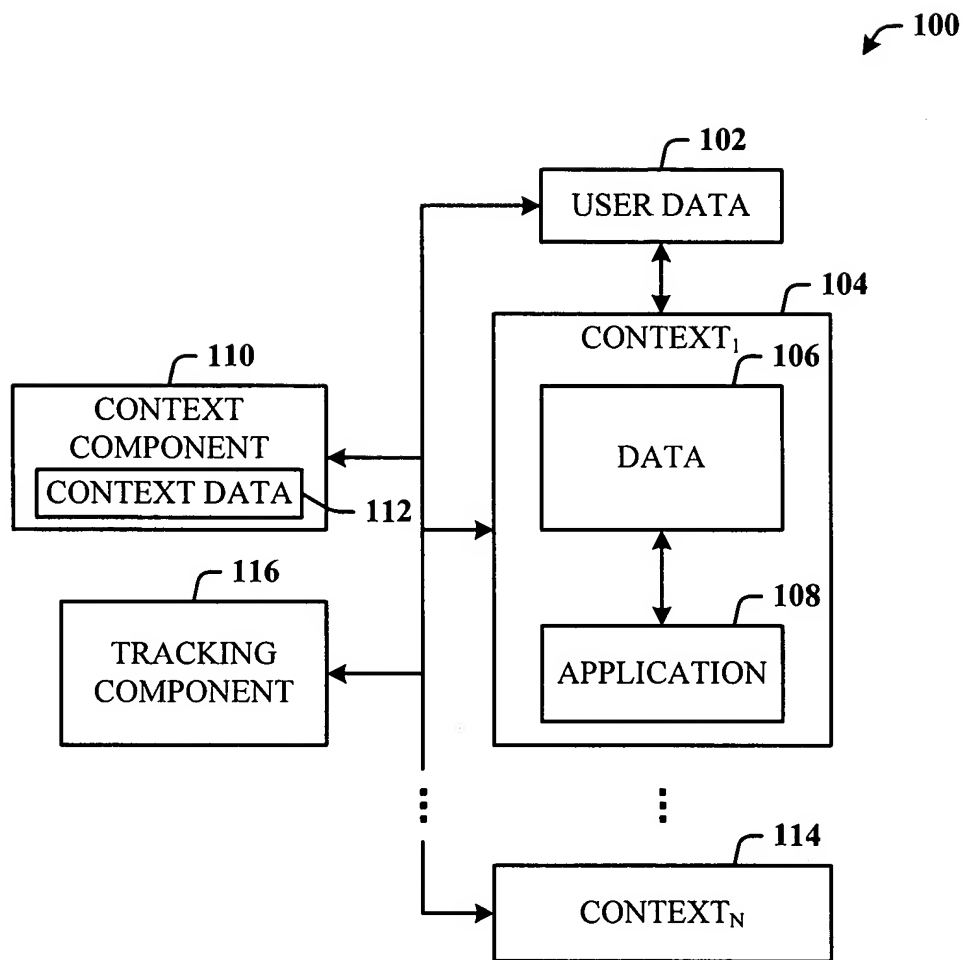 100
102
USER DATA
104
CONTEXT₁
106
DATA
108
APPLICATION
110
CONTEXT
COMPONENT
CONTEXT DATA
112
116
TRACKING
COMPONENT
114
CONTEXT_N